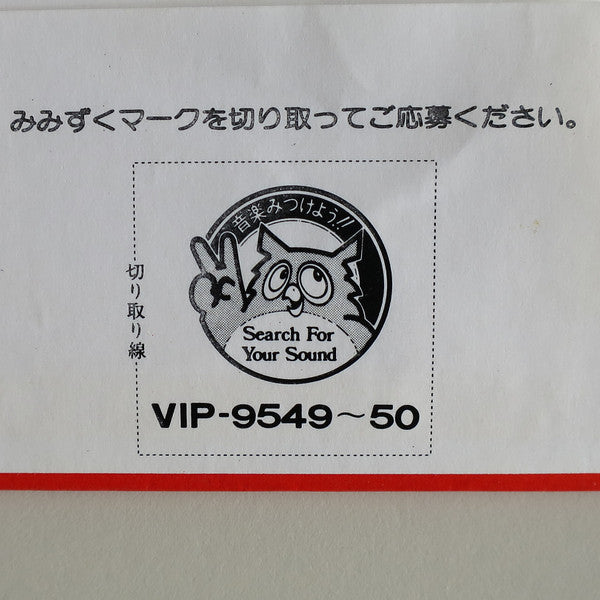 みみずくマークを切り取ってご応募ください。
音楽みつけよう!!
切り取り線
Search For
Your Sound
VIP-9549～50